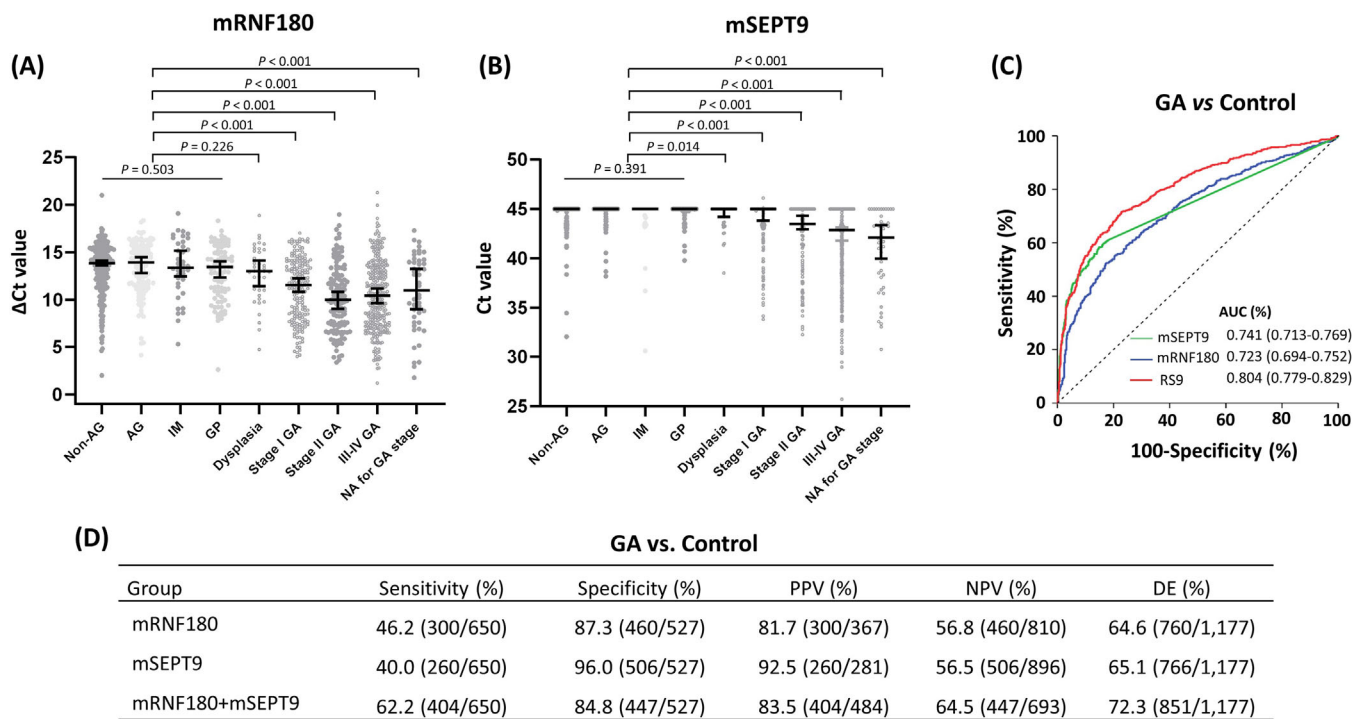 mRNF180
(A)
P < 0.001
P < 0.001
P < 0.001
P < 0.001
P = 0.226
P = 0.503
ΔCt value
25
20
15
10
5
0
Non-AG
AG
IM
GP
Dysplasia
Stage I GA
Stage II GA
III-IV GA
NA for GA stage
mSEPT9
(B)
P < 0.001
P < 0.001
P < 0.001
P < 0.001
P = 0.014
P = 0.391
Ct value
50
45
40
35
30
25
Non-AG
AG
IM
GP
Dysplasia
Stage I GA
Stage II GA
III-IV GA
NA for GA stage
(C)
GA vs Control
Sensitivity (%)
100
80
60
40
20
0
AUC (%)
mSEPT9 0.741 (0.713-0.769)
mRNF180 0.723 (0.694-0.752)
RS9 0.804 (0.779-0.829)
0 20 40 60 80 100
100-Specificity (%)
(D)
GA vs. Control
Group Sensitivity (%) Specificity (%) PPV (%) NPV (%) DE (%)
mRNF180 46.2 (300/650) 87.3 (460/527) 81.7 (300/367) 56.8 (460/810) 64.6 (760/1,177)
mSEPT9 40.0 (260/650) 96.0 (506/527) 92.5 (260/281) 56.5 (506/896) 65.1 (766/1,177)
mRNF180+mSEPT9 62.2 (404/650) 84.8 (447/527) 83.5 (404/484) 64.5 (447/693) 72.3 (851/1,177)